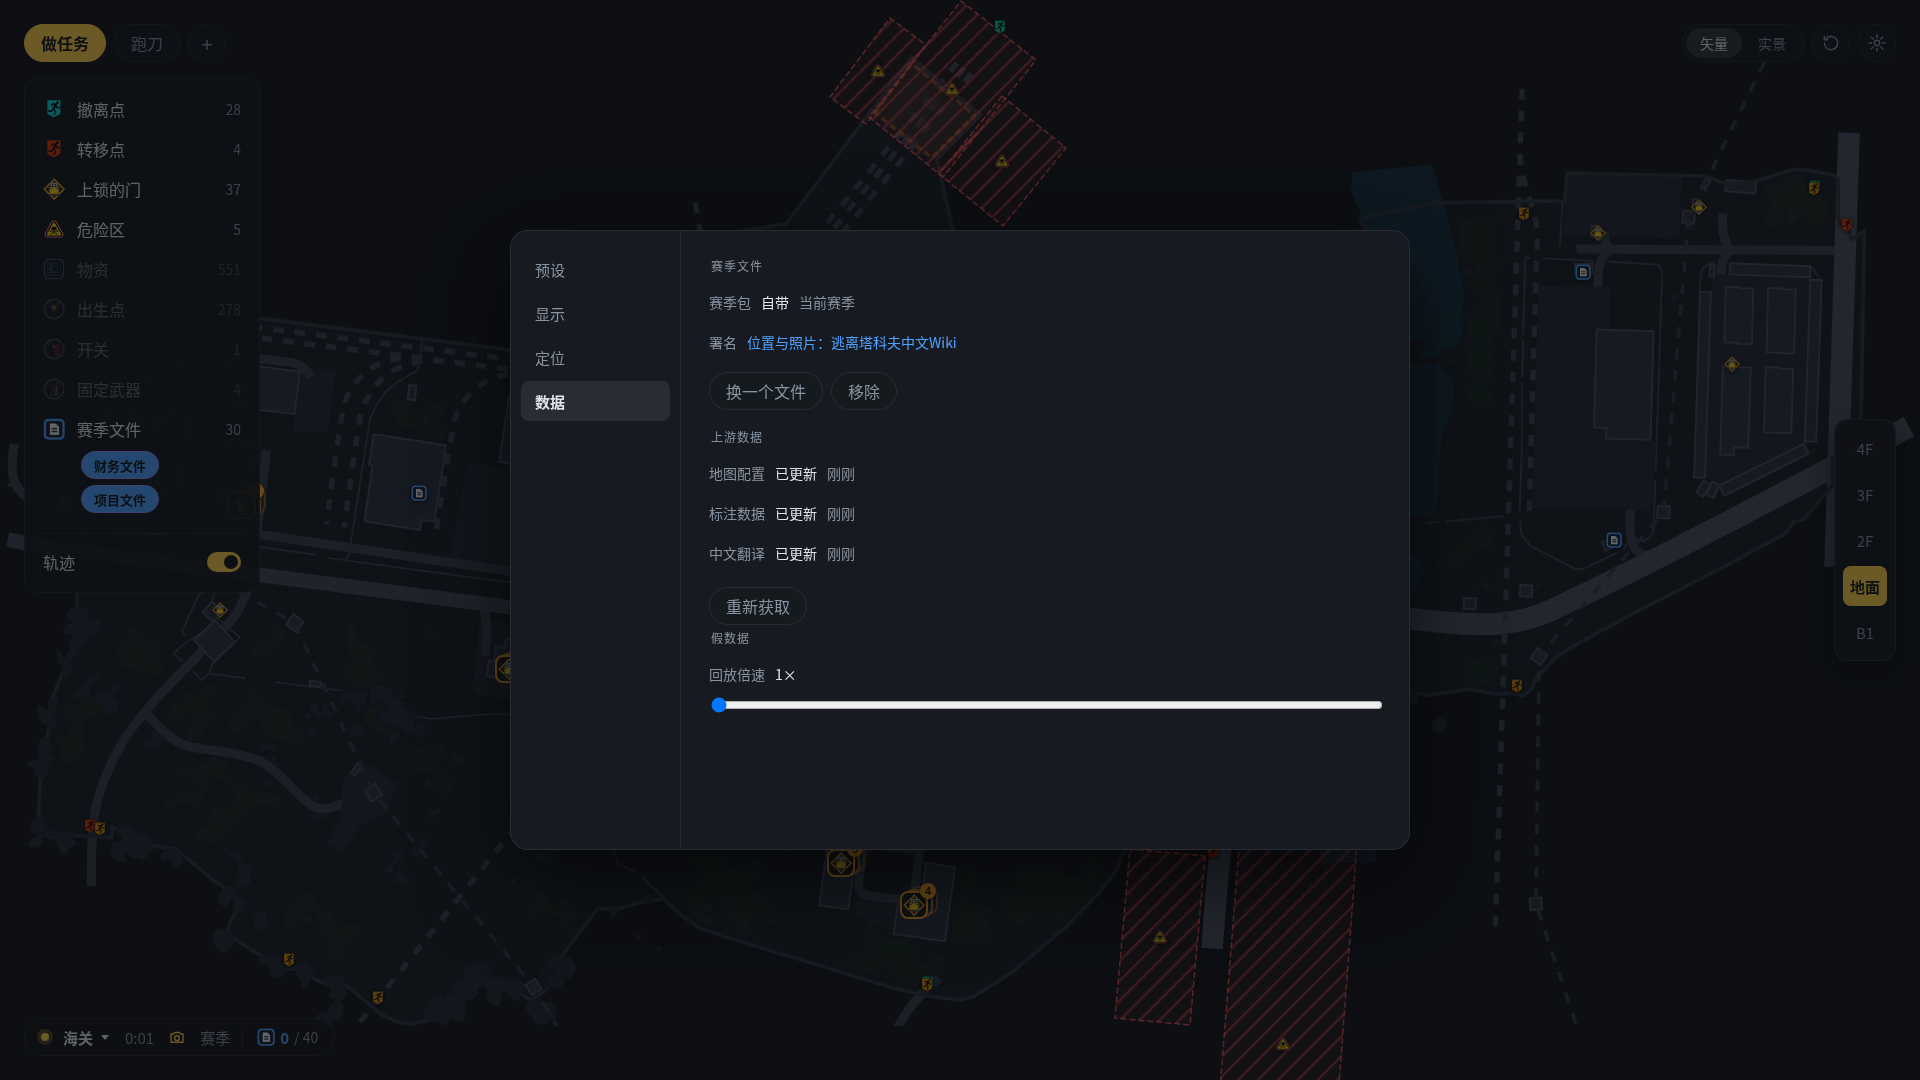 做任务
跑刀
+
矢量
实景
撤离点 28
转移点 4
上锁的门 37
危险区 5
物资 551
出生点 278
开关 1
固定武器 4
赛季文件 30
财务文件
项目文件
轨迹
预设
显示
定位
数据
赛季文件
赛季包 自带 当前赛季
署名 位置与照片：逃离塔科夫中文Wiki
换一个文件 移除
上游数据
地图配置 已更新 刚刚
标注数据 已更新 刚刚
中文翻译 已更新 刚刚
重新获取
假数据
回放倍速 1×
4F
3F
2F
地面
B1
4
海关 0:01 赛季 0 / 40